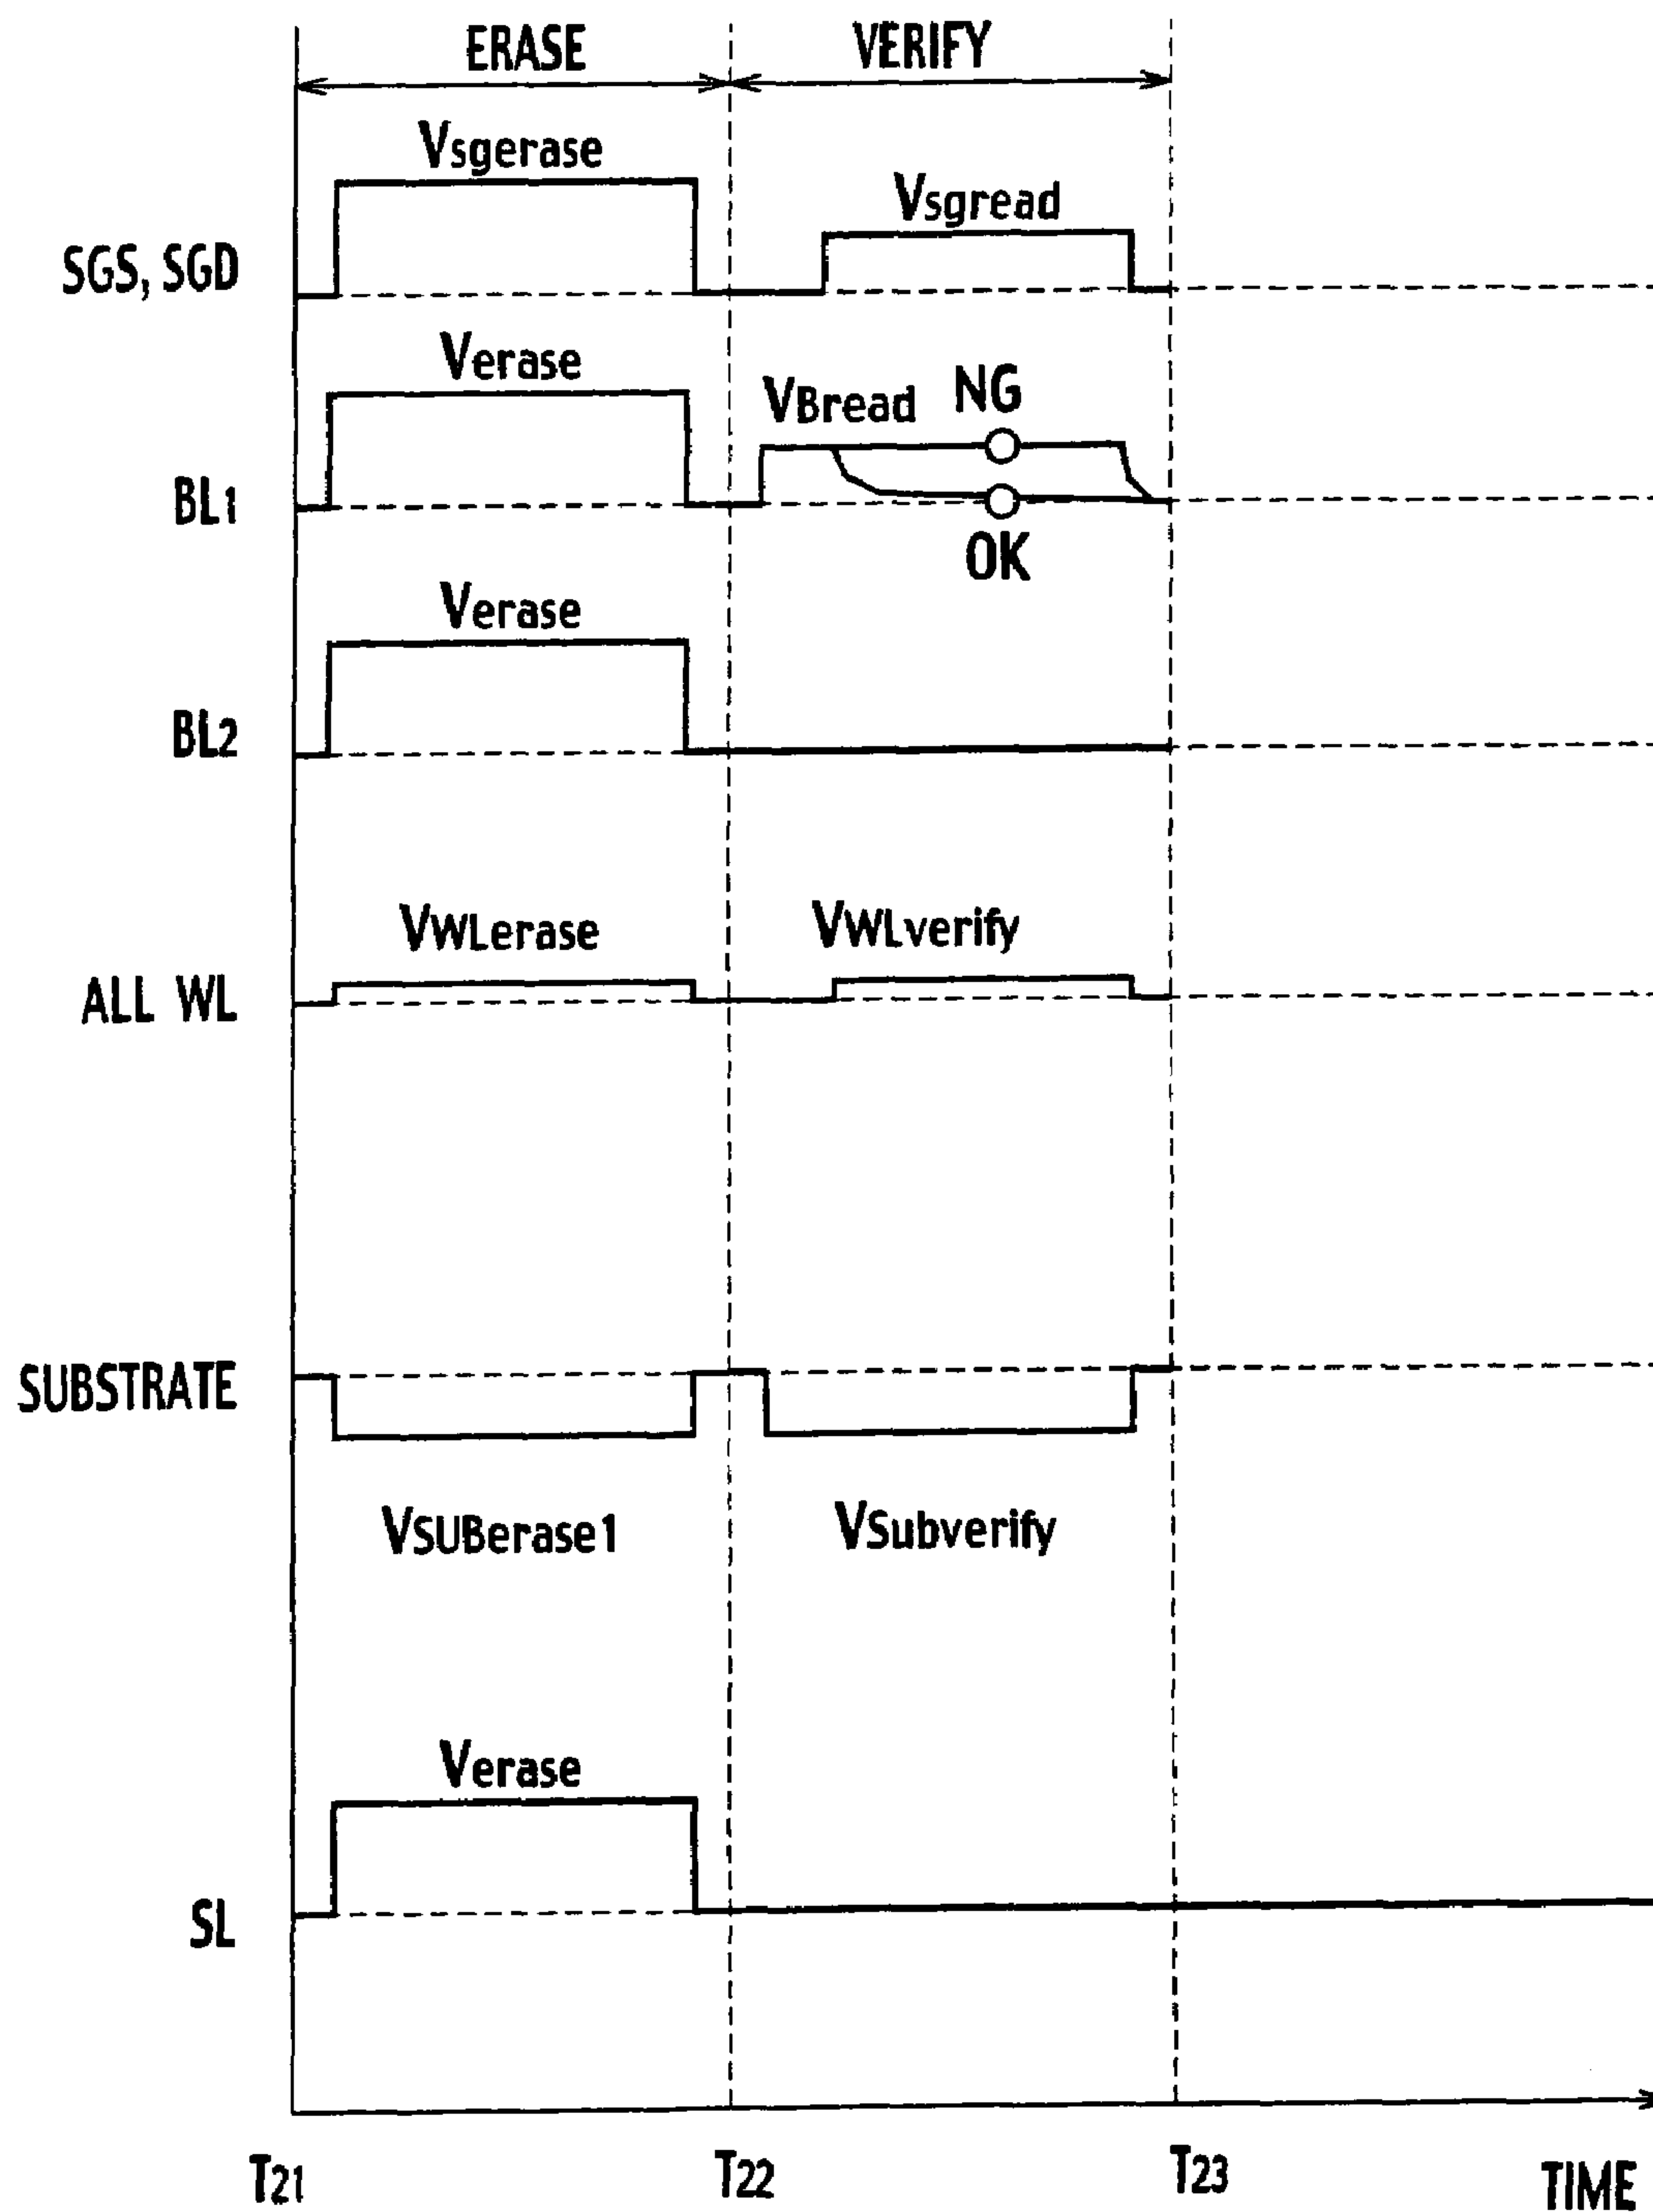 ERASE VERIFY
Vsgerase
Vsgread
SGS, SGD
Verase
VBread NG
BL1
OK
Verase
BL2
VWLerase VWLverify
ALL WL
SUBSTRATE
VSUBerase1 VSubverify
Verase
SL
T21 T22 T23 TIME